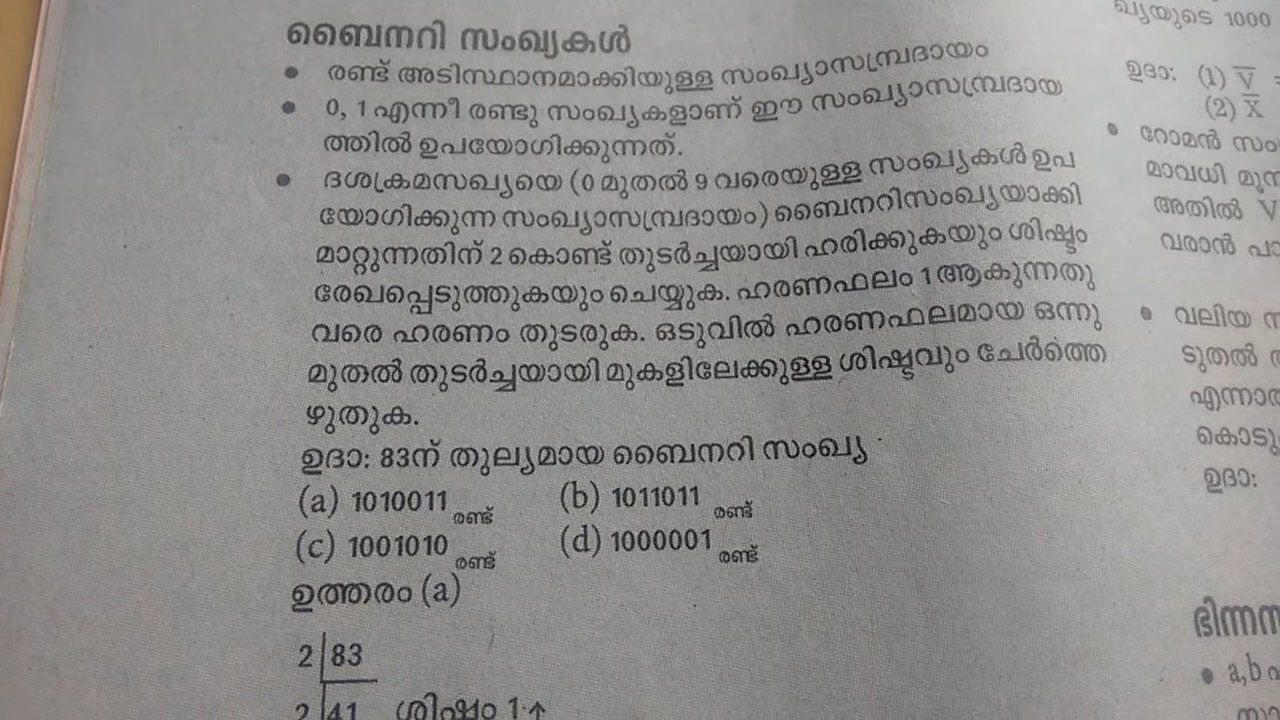 ബൈനറി സംഖ്യകൾ
• രണ്ട് അടിസ്ഥാനമാക്കിയുള്ള സംഖ്യാസമ്പ്രദായം
• 0, 1 എന്നീ രണ്ടു സംഖ്യകളാണ് ഈ സംഖ്യാസമ്പ്രദായ
ത്തിൽ ഉപയോഗിക്കുന്നത്.
• ദശക്രമസഖ്യയെ (0 മുതൽ 9 വരെയുള്ള സംഖ്യകൾ ഉപ
യോഗിക്കുന്ന സംഖ്യാസമ്പ്രദായം) ബൈനറിസംഖ്യയാക്കി
മാറ്റുന്നതിന് 2 കൊണ്ട് തുടർച്ചയായി ഹരിക്കുകയും ശിഷ്ടം
രേഖപ്പെടുത്തുകയും ചെയ്യുക. ഹരണഫലം 1 ആകുന്നതു
വരെ ഹരണം തുടരുക. ഒടുവിൽ ഹരണഫലമായ ഒന്നു
മുതൽ തുടർച്ചയായി മുകളിലേക്കുള്ള ശിഷ്ടവും ചേർത്തെ
ഴുതുക.
ഉദാ: 83ന് തുല്യമായ ബൈനറി സംഖ്യ
(a) 1010011 രണ്ട് (b) 1011011 രണ്ട്
(c) 1001010 രണ്ട് (d) 1000001 രണ്ട്
ഉത്തരം (a)
2 83
2 41 ശിഷ്ടം 1 ↑
ഖ്യയുടെ 1000
ഉദാ: (1) V̅ =
(2) X̅
• റോമൻ
മാവധി
അതിൽ V
വരാൻ
• വലിയ
ടുതൽ
ഉദാ:
• a, b